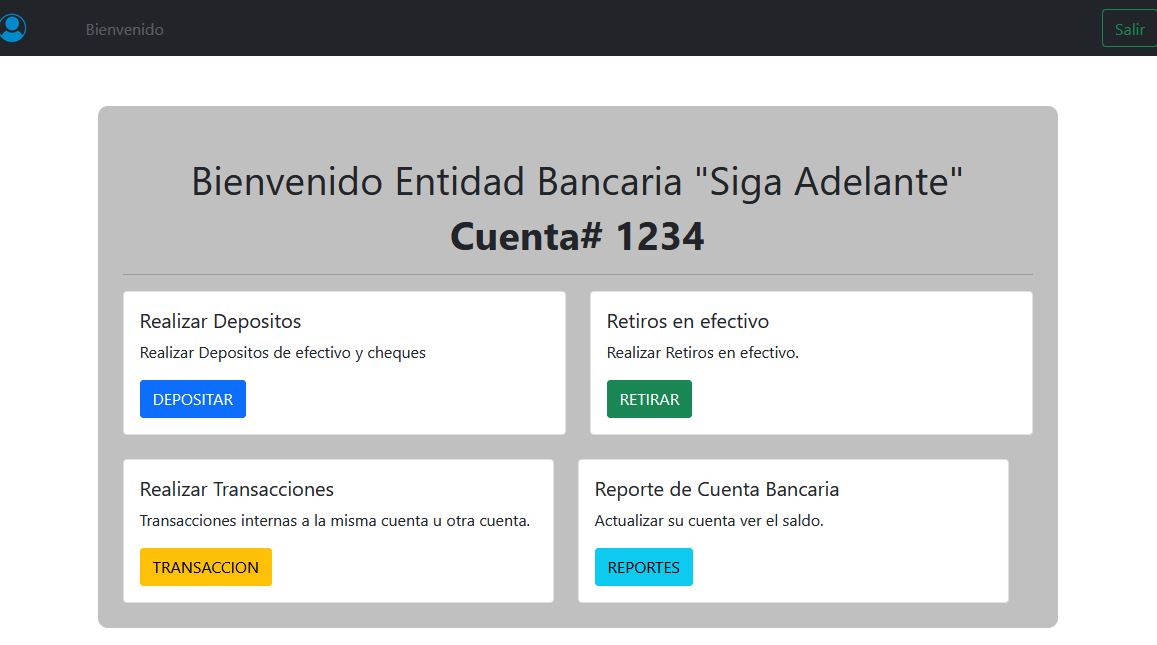 Bienvenido
Salir
Bienvenido Entidad Bancaria "Siga Adelante"
Cuenta# 1234
Realizar Depositos
Realizar Depositos de efectivo y cheques
DEPOSITAR
Retiros en efectivo
Realizar Retiros en efectivo.
RETIRAR
Realizar Transacciones
Transacciones internas a la misma cuenta u otra cuenta.
TRANSACCION
Reporte de Cuenta Bancaria
Actualizar su cuenta ver el saldo.
REPORTES